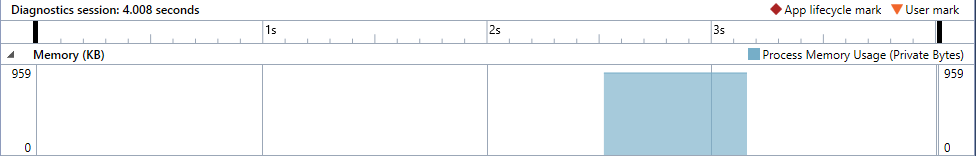 Diagnostics session: 4.008 seconds
App lifecycle mark
User mark
1s
2s
3s
Memory (KB)
Process Memory Usage (Private Bytes)
959
959
0
0